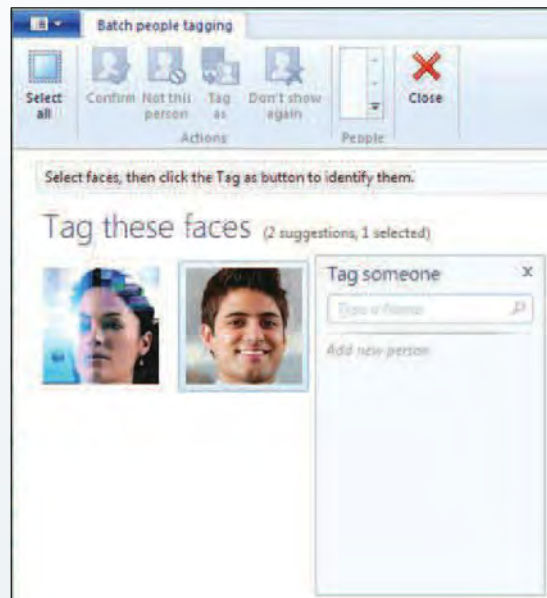 Batch people tagging
Select all
Confirm
Not this person
Tag as
Don't show again
Close
Actions
People
Select faces, then click the Tag as button to identify them.
Tag these faces (2 suggestions, 1 selected)
Tag someone x
Type a Name
Add new person